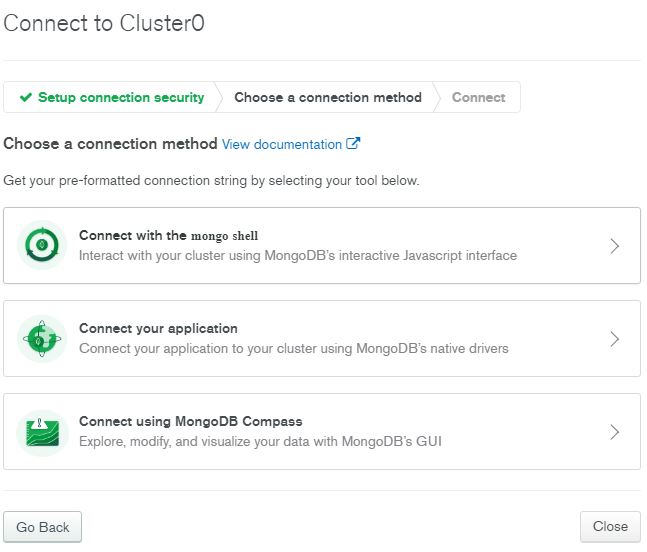 Connect to Cluster0
Setup connection security
Choose a connection method
Connect
Choose a connection method View documentation
Get your pre-formatted connection string by selecting your tool below.
Connect with the mongo shell
Interact with your cluster using MongoDB's interactive Javascript interface
Connect your application
Connect your application to your cluster using MongoDB's native drivers
Connect using MongoDB Compass
Explore, modify, and visualize your data with MongoDB's GUI
Go Back
Close